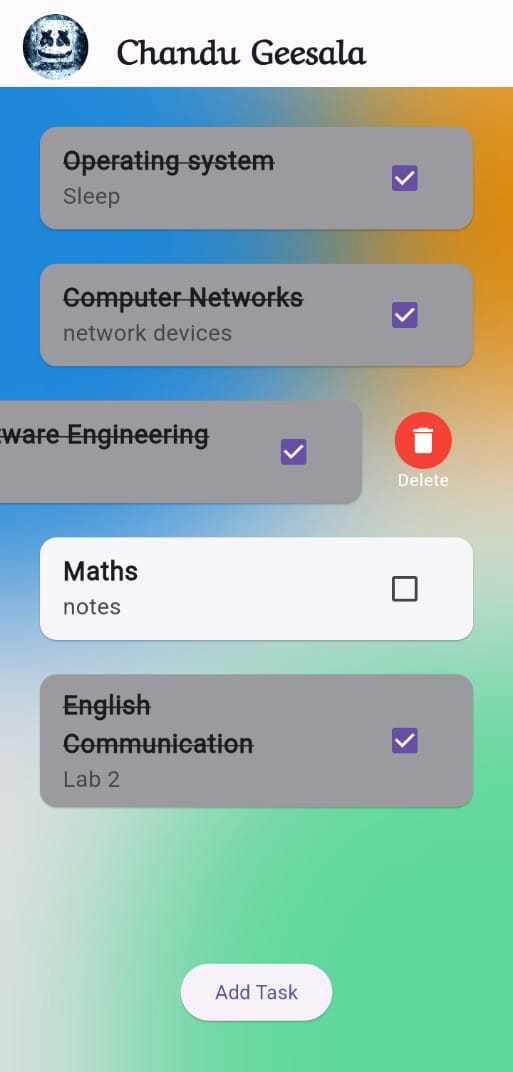 Chandu Geesala
Operating system
Sleep
Computer Networks
network devices
ware Engineering
Delete
Maths
notes
English
Communication
Lab 2
Add Task